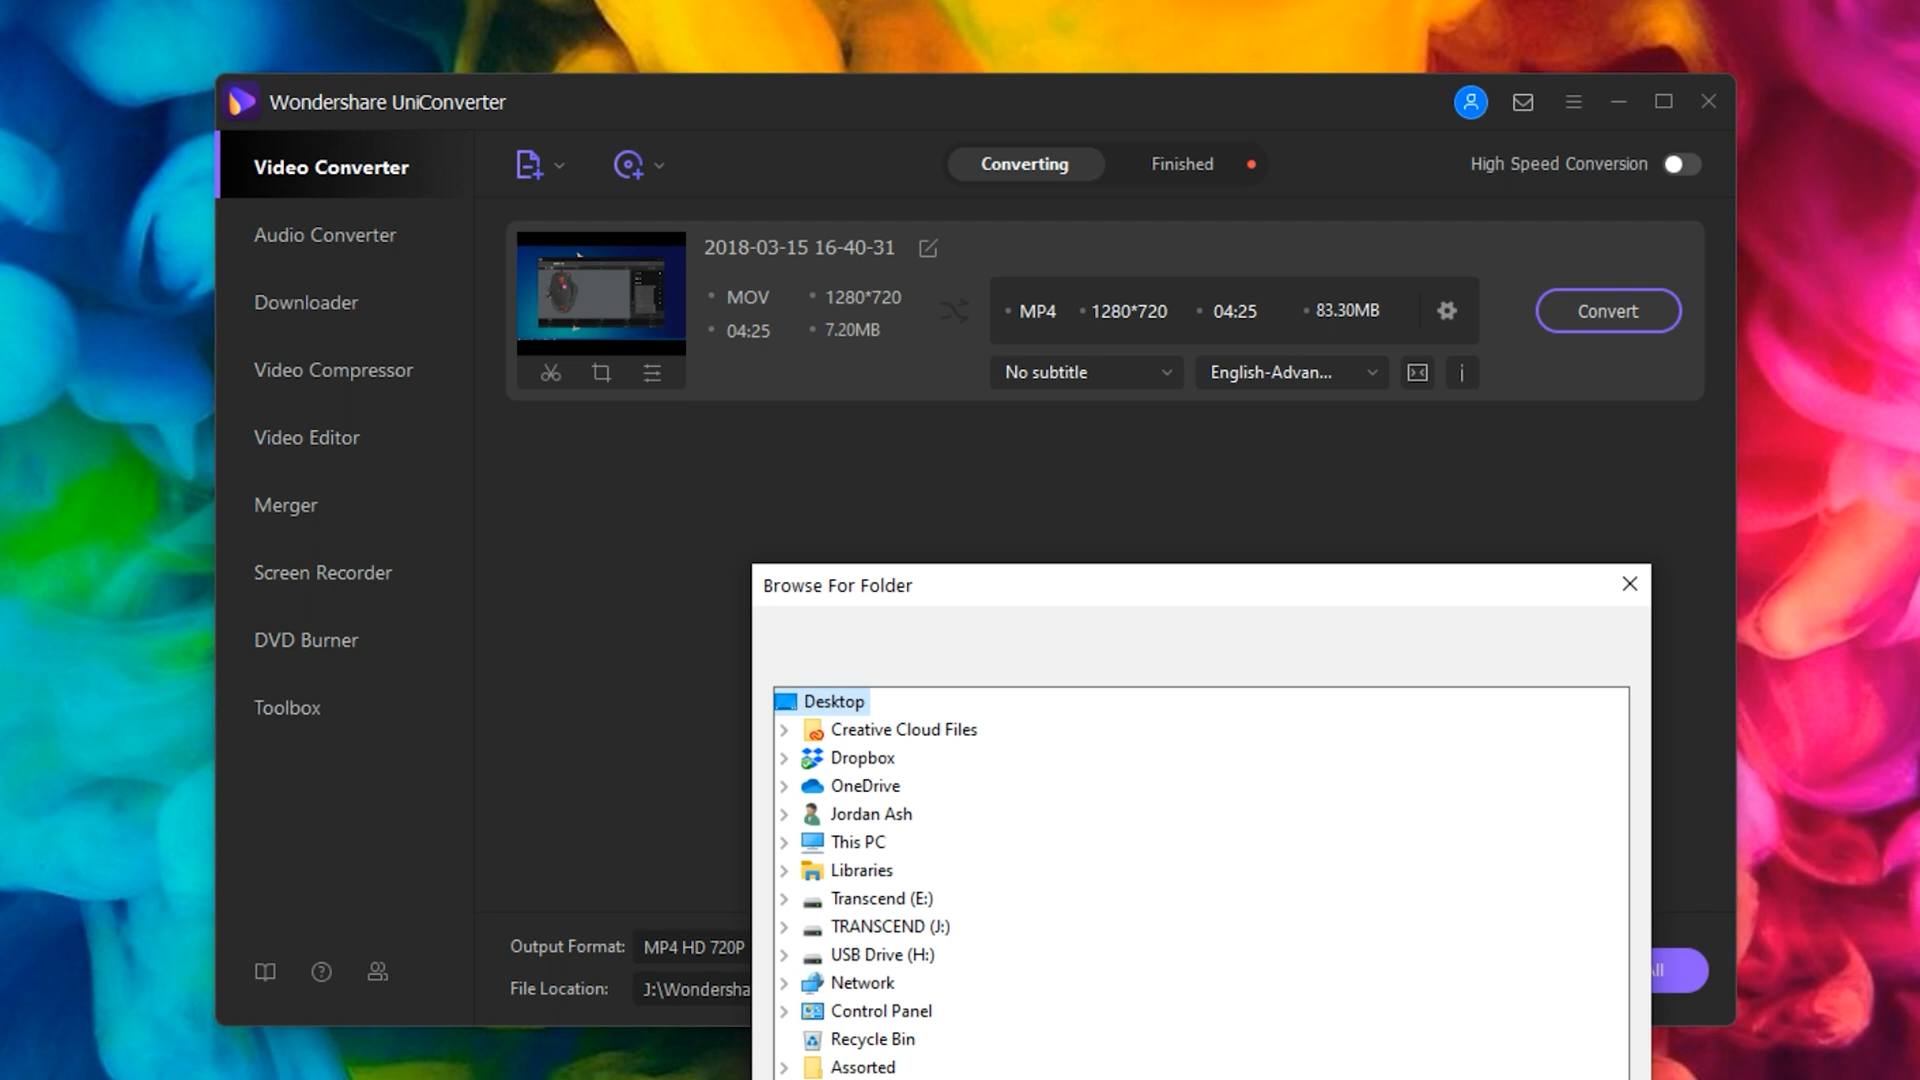 Wondershare UniConverter
Video Converter
Audio Converter
Downloader
Video Compressor
Video Editor
Merger
Screen Recorder
DVD Burner
Toolbox
Converting
Finished
High Speed Conversion
2018-03-15 16-40-31
MOV 1280*720
04:25 7.20MB
MP4 1280*720 04:25 83.30MB
Convert
No subtitle
English-Advan...
Output Format: MP4 HD 720P
File Location: J:\Wondersha
Browse For Folder
Desktop
Creative Cloud Files
Dropbox
OneDrive
Jordan Ash
This PC
Libraries
Transcend (E:)
TRANSCEND (J:)
USB Drive (H:)
Network
Control Panel
Recycle Bin
Assorted